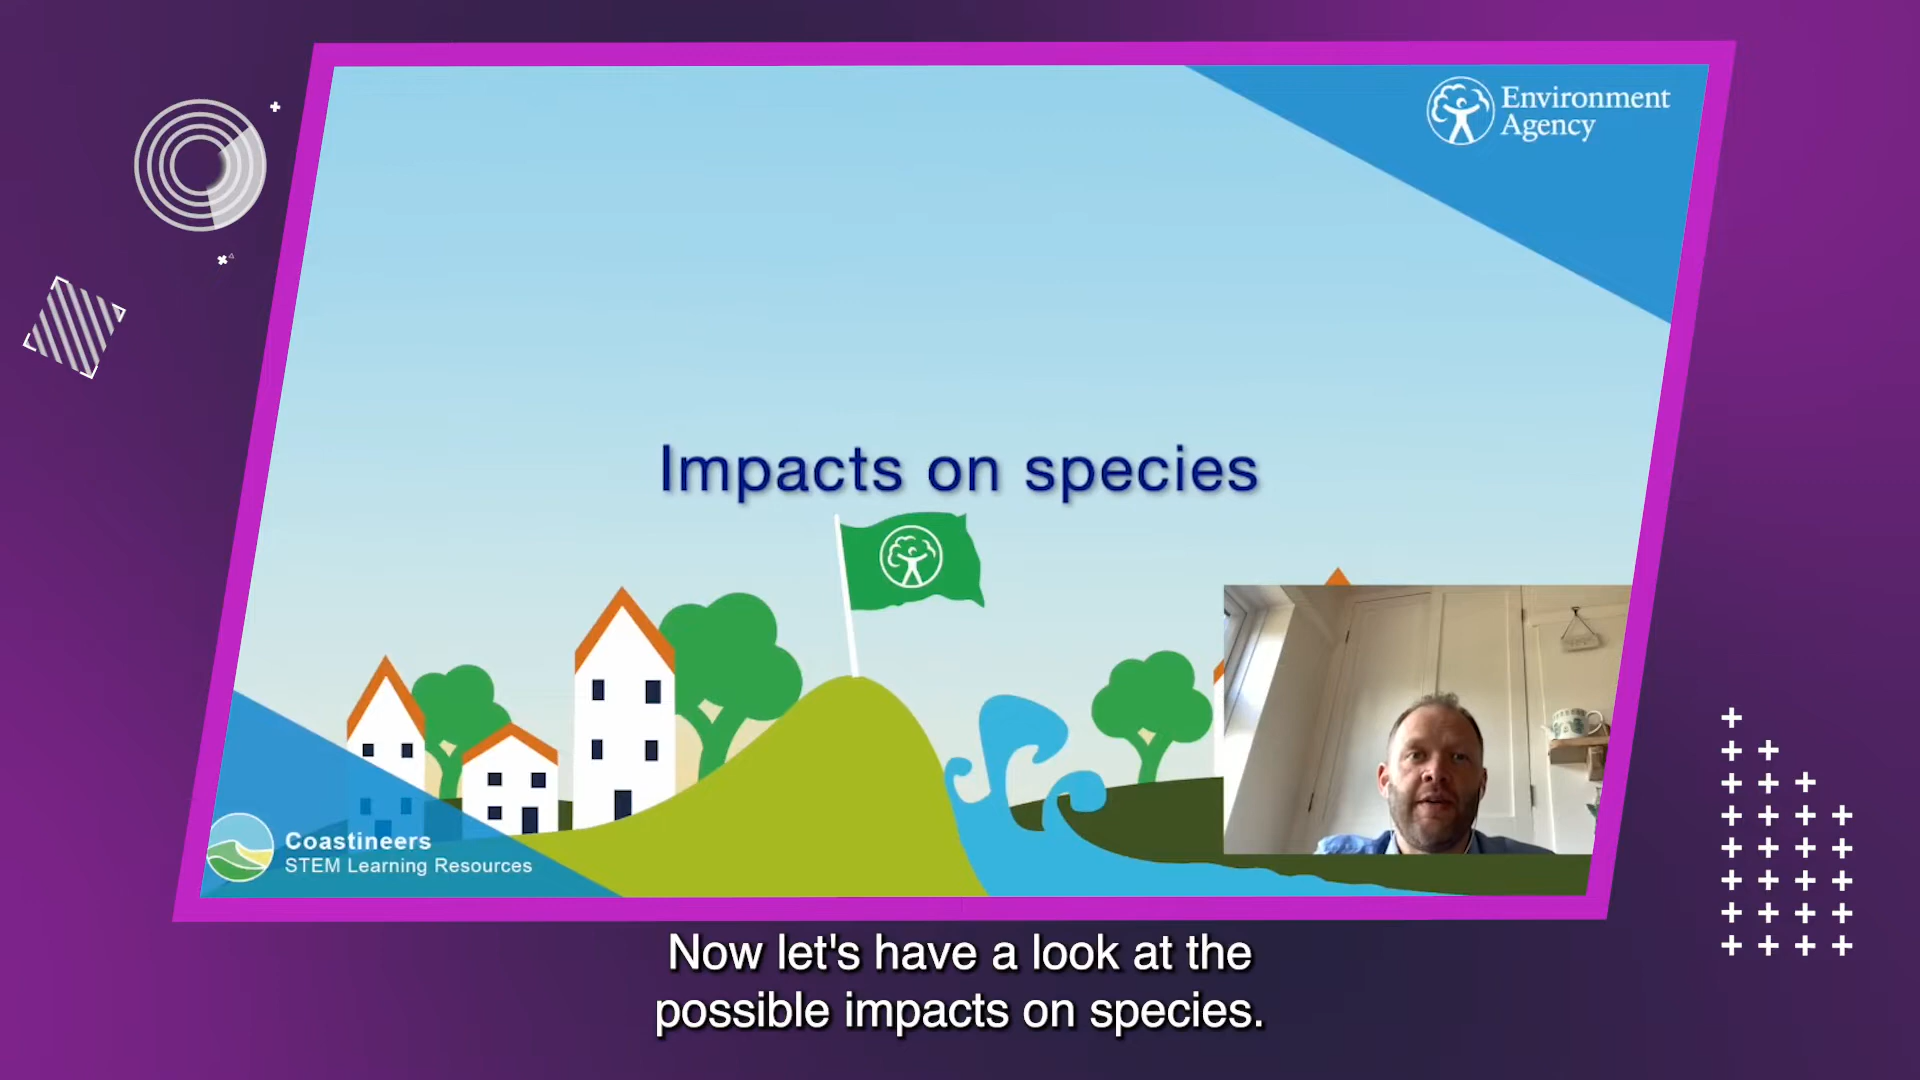 Environment
Agency
Impacts on species
Coastineers
STEM Learning Resources
Now let's have a look at the
possible impacts on species.